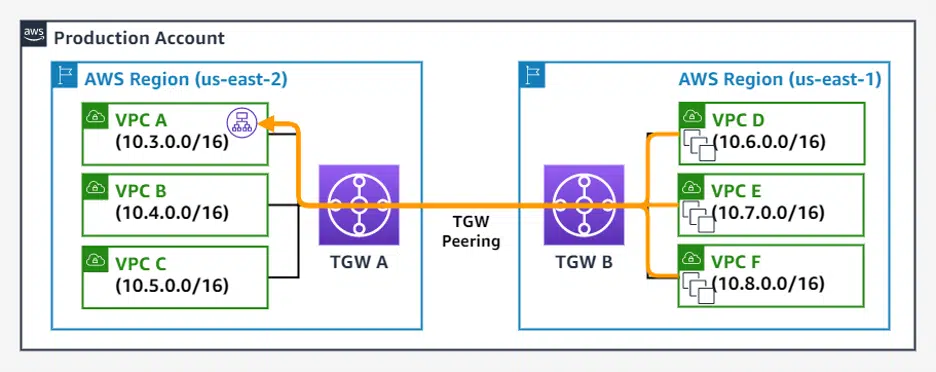 aws
Production Account
AWS Region (us-east-2)
AWS Region (us-east-1)
VPC A
(10.3.0.0/16)
VPC B
(10.4.0.0/16)
VPC C
(10.5.0.0/16)
TGW A
TGW
Peering
TGW B
VPC D
(10.6.0.0/16)
VPC E
(10.7.0.0/16)
VPC F
(10.8.0.0/16)